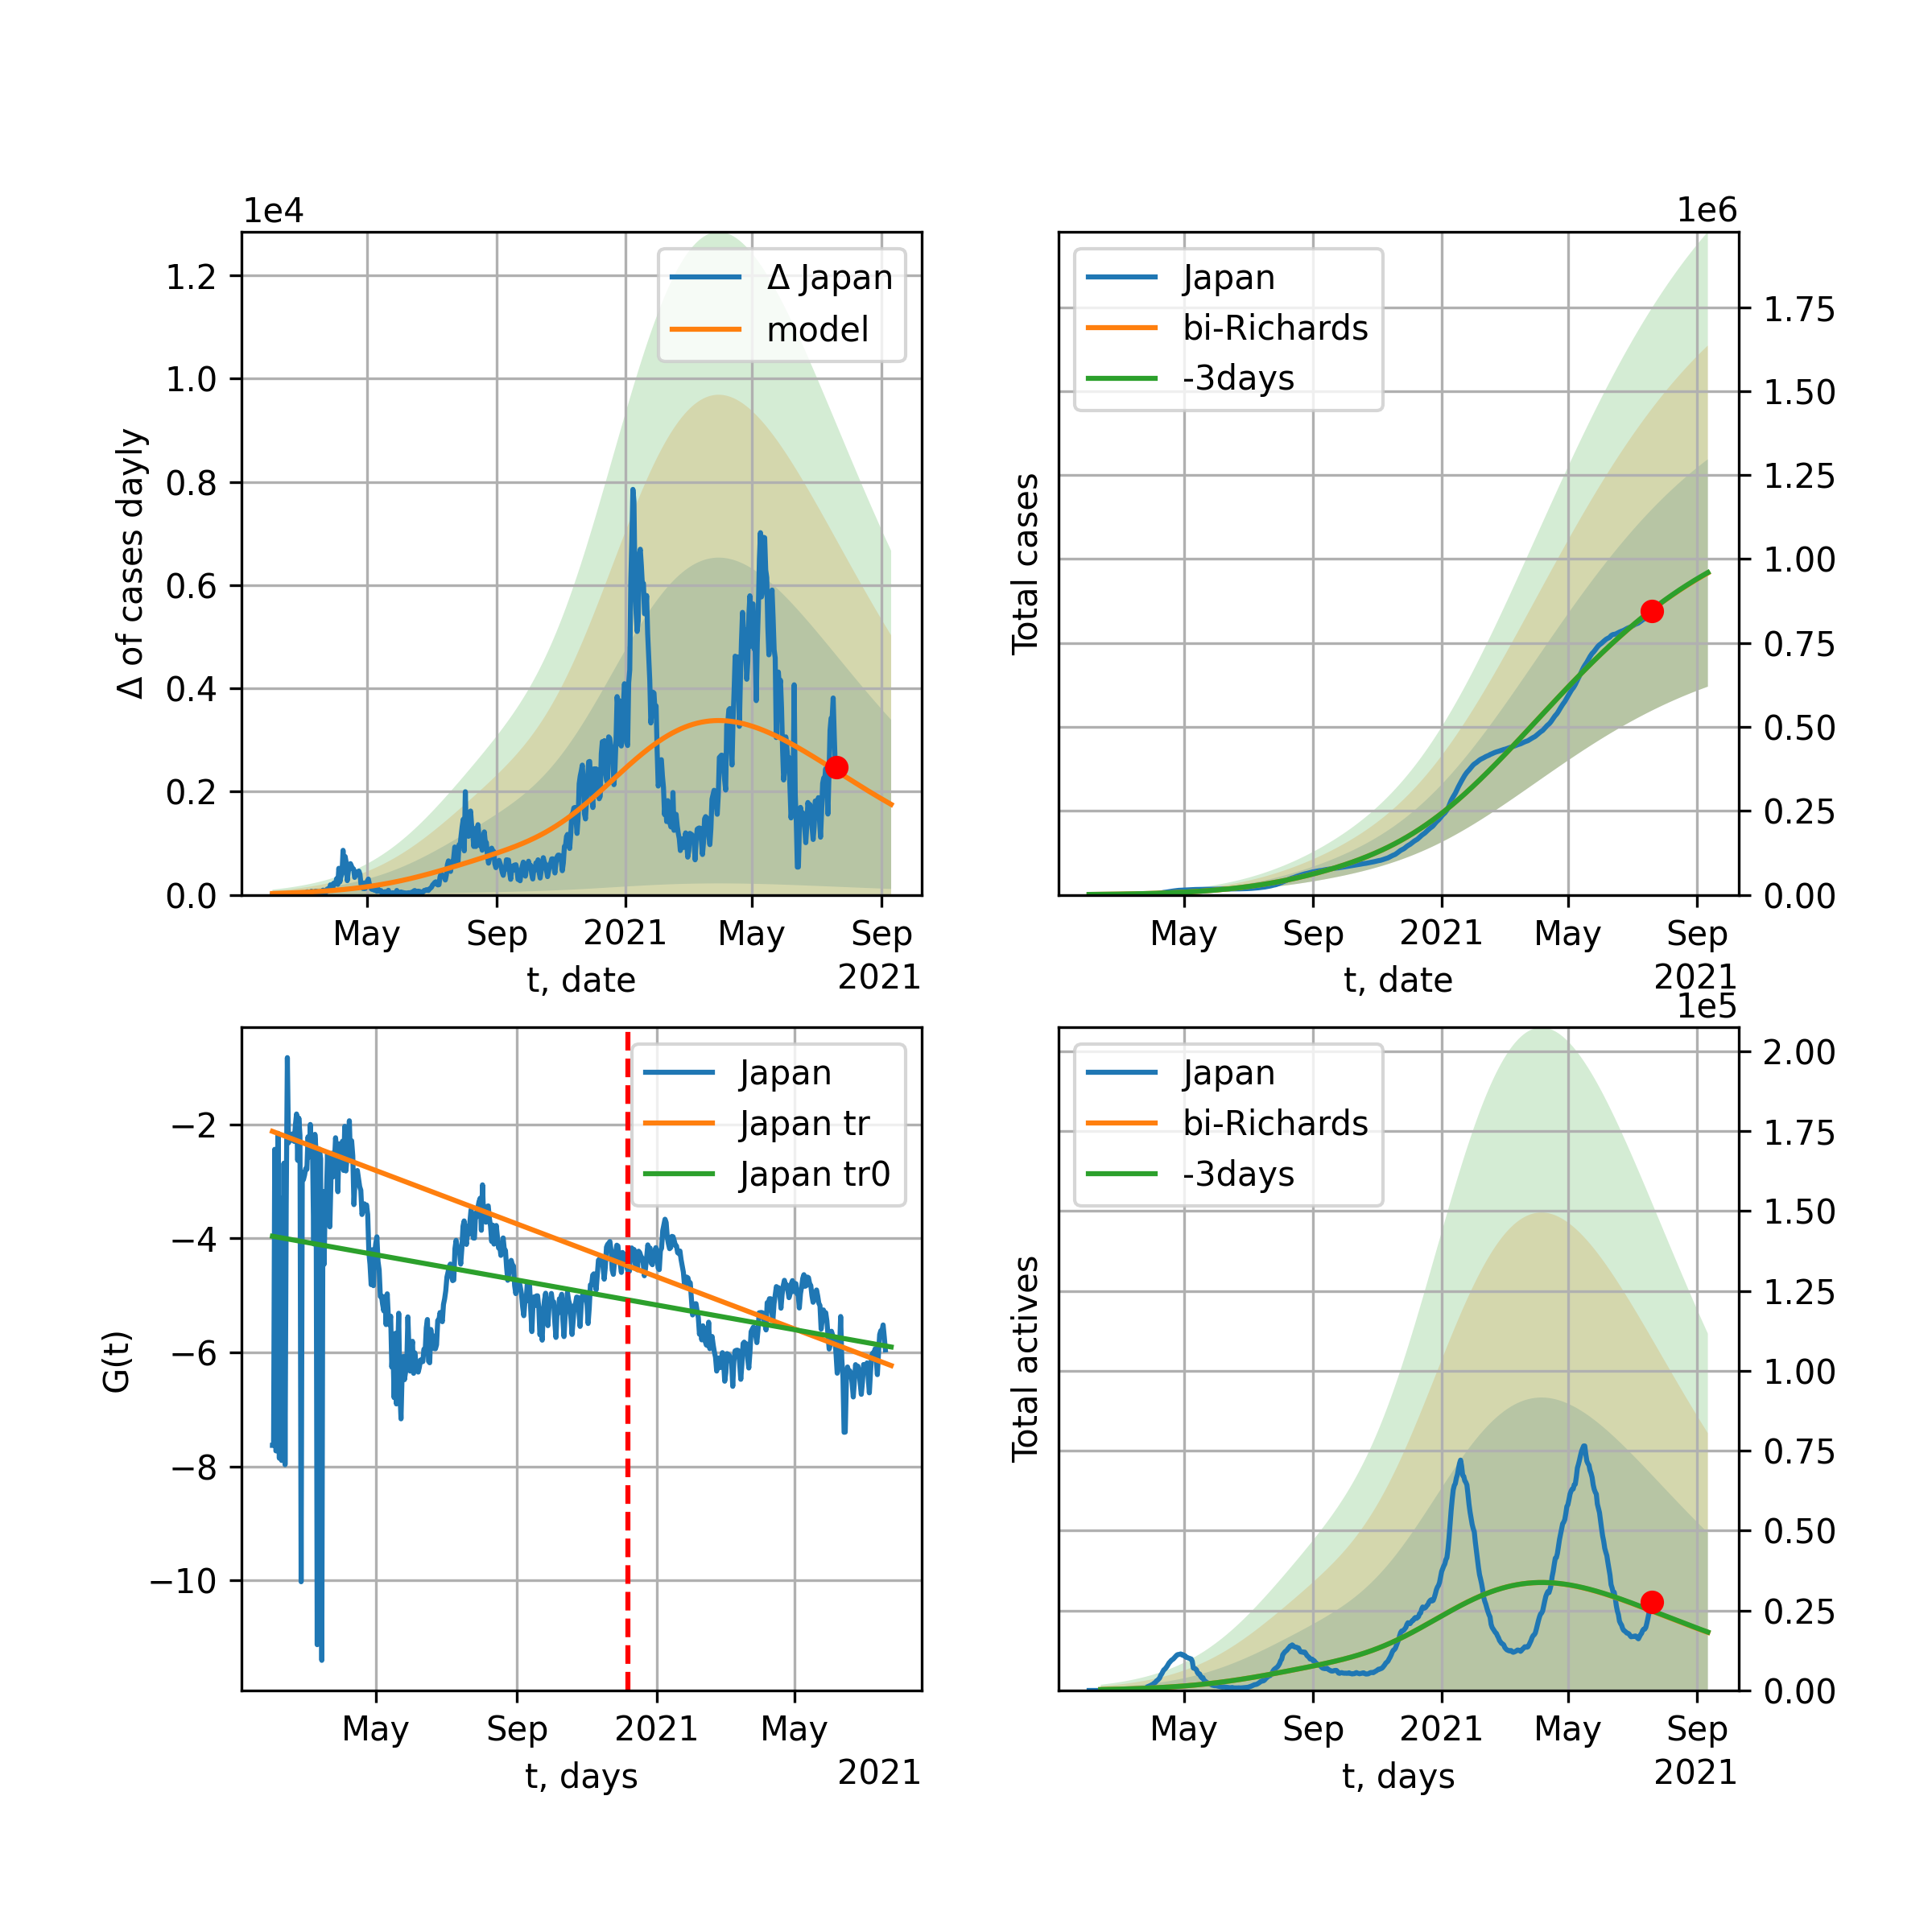 1e4
Δ of cases dayly
1.2
1.0
0.8
0.6
0.4
0.2
0.0
Δ Japan
model
May
Sep
2021
May
Sep
2021
t, date
1e6
Total cases
Japan
bi-Richards
-3days
1.75
1.50
1.25
1.00
0.75
0.50
0.25
0.00
May
Sep
2021
May
Sep
2021
t, date
G(t)
−2
−4
−6
−8
−10
Japan
Japan tr
Japan tr0
May
Sep
2021
May
2021
t, days
1e5
Total actives
Japan
bi-Richards
-3days
2.00
1.75
1.50
1.25
1.00
0.75
0.50
0.25
0.00
May
Sep
2021
May
Sep
2021
t, days